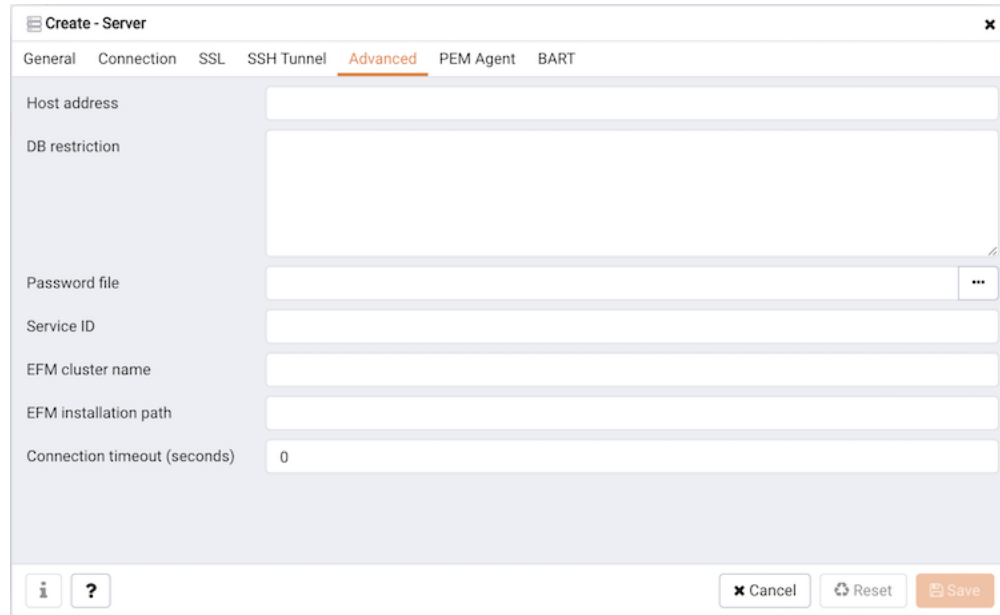 Create - Server
General Connection SSL SSH Tunnel Advanced PEM Agent BART
Host address
DB restriction
Password file
Service ID
EFM cluster name
EFM installation path
Connection timeout (seconds) 0
i ? Cancel Reset Save